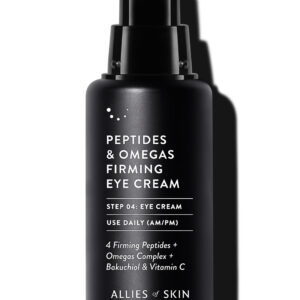 PEPTIDES
& OMEGAS
FIRMING
EYE CREAM
STEP 04: EYE CREAM
USE DAILY (AM/PM)
4 Firming Peptides +
Omegas Complex +
Bakuchiol & Vitamin C
ALLIES of SKIN